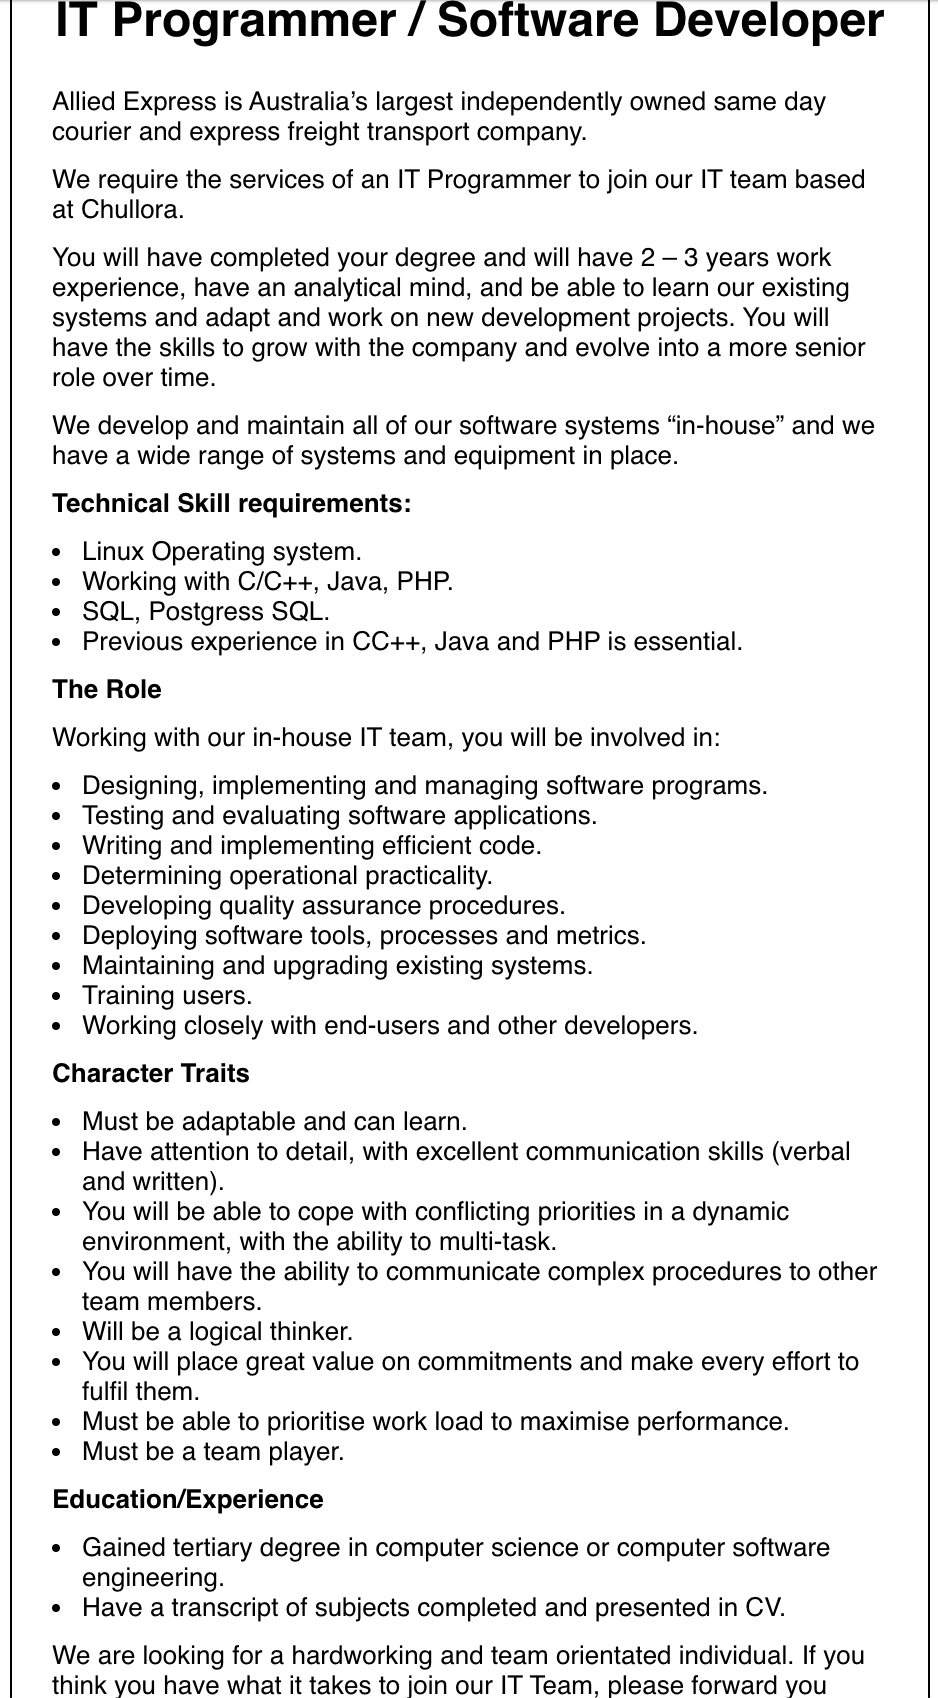 IT Programmer / Software Developer
Allied Express is Australia’s largest independently owned same day
courier and express freight transport company.
We require the services of an IT Programmer to join our IT team based
at Chullora.
You will have completed your degree and will have 2 – 3 years work
experience, have an analytical mind, and be able to learn our existing
systems and adapt and work on new development projects. You will
have the skills to grow with the company and evolve into a more senior
role over time.
We develop and maintain all of our software systems “in-house” and we
have a wide range of systems and equipment in place.
Technical Skill requirements:
• Linux Operating system.
• Working with C/C++, Java, PHP.
• SQL, Postgress SQL.
• Previous experience in CC++, Java and PHP is essential.
The Role
Working with our in-house IT team, you will be involved in:
• Designing, implementing and managing software programs.
• Testing and evaluating software applications.
• Writing and implementing efficient code.
• Determining operational practicality.
• Developing quality assurance procedures.
• Deploying software tools, processes and metrics.
• Maintaining and upgrading existing systems.
• Training users.
• Working closely with end-users and other developers.
Character Traits
• Must be adaptable and can learn.
• Have attention to detail, with excellent communication skills (verbal
and written).
• You will be able to cope with conflicting priorities in a dynamic
environment, with the ability to multi-task.
• You will have the ability to communicate complex procedures to other
team members.
• Will be a logical thinker.
• You will place great value on commitments and make every effort to
fulfil them.
• Must be able to prioritise work load to maximise performance.
• Must be a team player.
Education/Experience
• Gained tertiary degree in computer science or computer software
engineering.
• Have a transcript of subjects completed and presented in CV.
We are looking for a hardworking and team orientated individual. If you
think you have what it takes to join our IT Team, please forward you